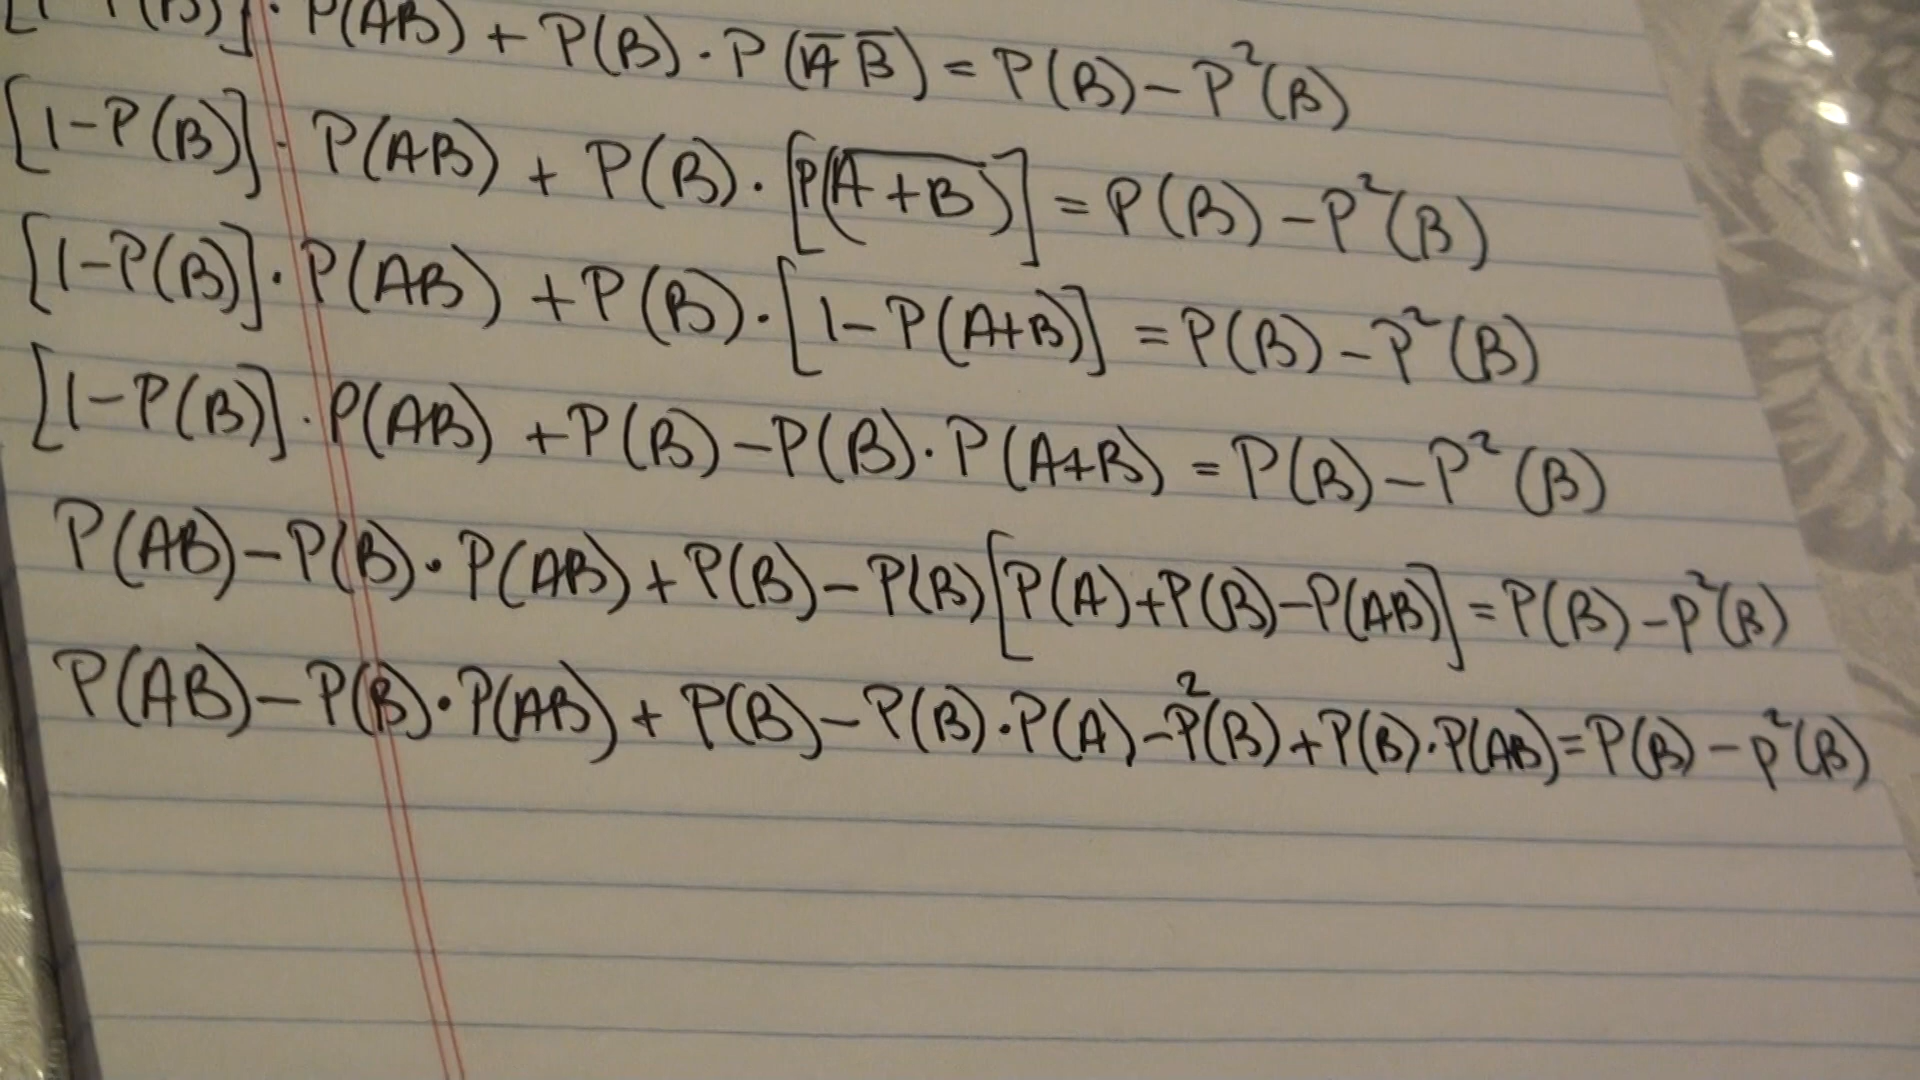 P(AB) + P(B) · P(A̅ B̅) = P(B) - P²(B)
[1-P(B)] · P(AB) + P(B) · [P(A̅+̅B̅)] = P(B) - P²(B)
[1-P(B)] · P(AB) + P(B) · [1-P(A+B)] = P(B) - P²(B)
[1-P(B)] · P(AB) + P(B) - P(B) · P(A+B) = P(B) - P²(B)
P(AB) - P(B) · P(AB) + P(B) - P(B)[P(A)+P(B)-P(AB)] = P(B) - P²(B)
P(AB) - P(B) · P(AB) + P(B) - P(B) · P(A) - P²(B) + P(B) · P(AB) = P(B) - P²(B)